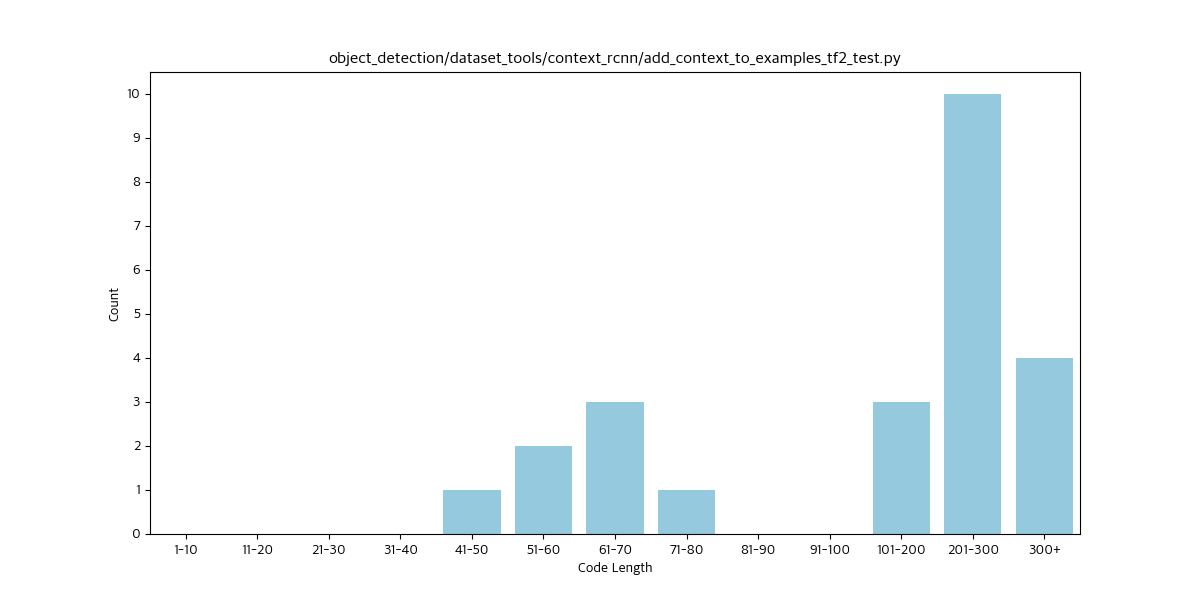 object_detection/dataset_tools/context_rcnn/add_context_to_examples_tf2_test.py
10
9
8
7
6
5
4
3
2
1
0
Count
1-10 11-20 21-30 31-40 41-50 51-60 61-70 71-80 81-90 91-100 101-200 201-300 300+
Code Length